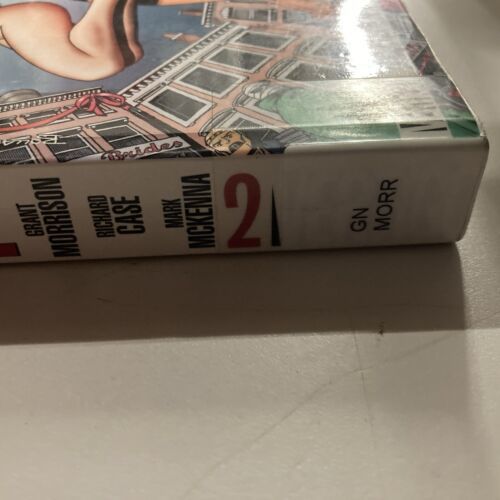 Brides
GRANT
MORRISON
RICHARD
CASE
MARK
MCKENNA
2
GN
MORR